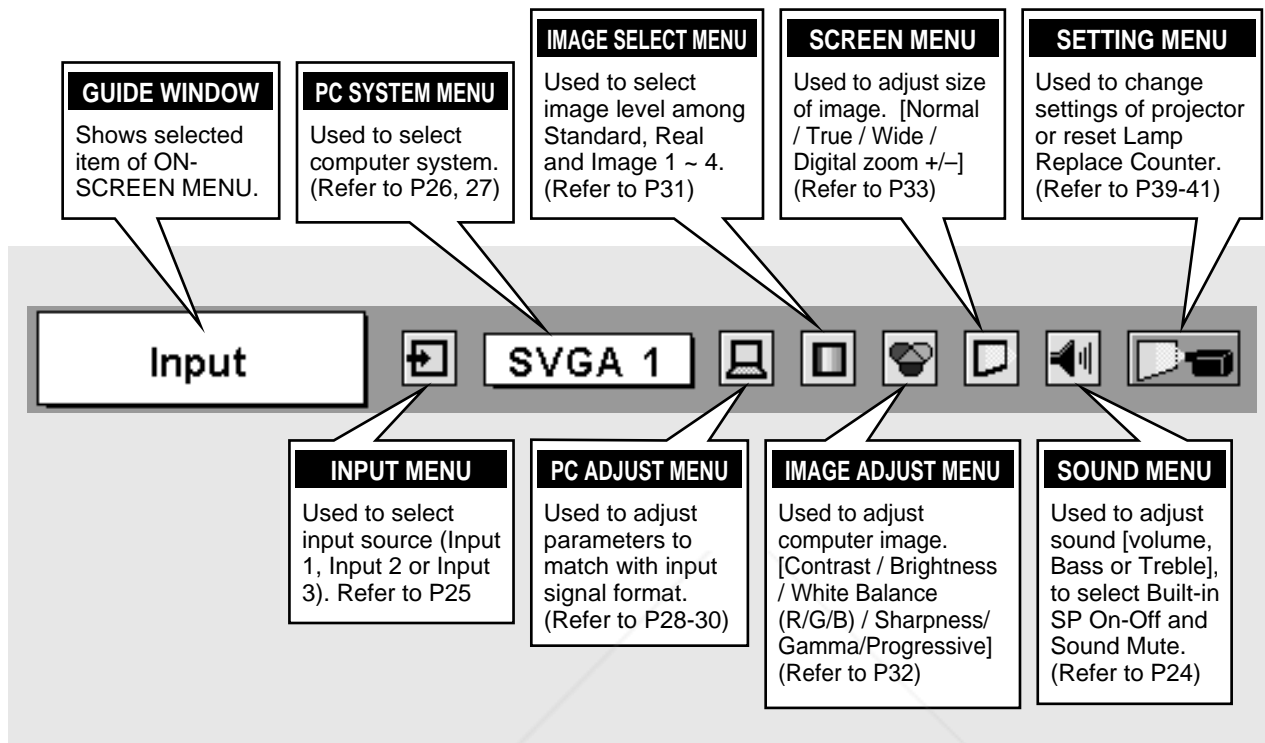 GUIDE WINDOW
Shows selected
item of ON-
SCREEN MENU.
PC SYSTEM MENU
Used to select
computer system.
(Refer to P26, 27)
IMAGE SELECT MENU
Used to select
image level among
Standard, Real
and Image 1 ~ 4.
(Refer to P31)
SCREEN MENU
Used to adjust size
of image.  [Normal
/ True / Wide /
Digital zoom +/–]
(Refer to P33)
SETTING MENU
Used to change
settings of projector
or reset Lamp
Replace Counter.
(Refer to P39-41)
Input
SVGA 1
INPUT MENU
Used to select
input source (Input
1, Input 2 or Input
3). Refer to P25
PC ADJUST MENU
Used to adjust
parameters to
match with input
signal format.
(Refer to P28-30)
IMAGE ADJUST MENU
Used to adjust
computer image.
[Contrast / Brightness
/ White Balance
(R/G/B) / Sharpness/
Gamma/Progressive]
(Refer to P32)
SOUND MENU
Used to adjust
sound [volume,
Bass or Treble],
to select Built-in
SP On-Off and
Sound Mute.
(Refer to P24)